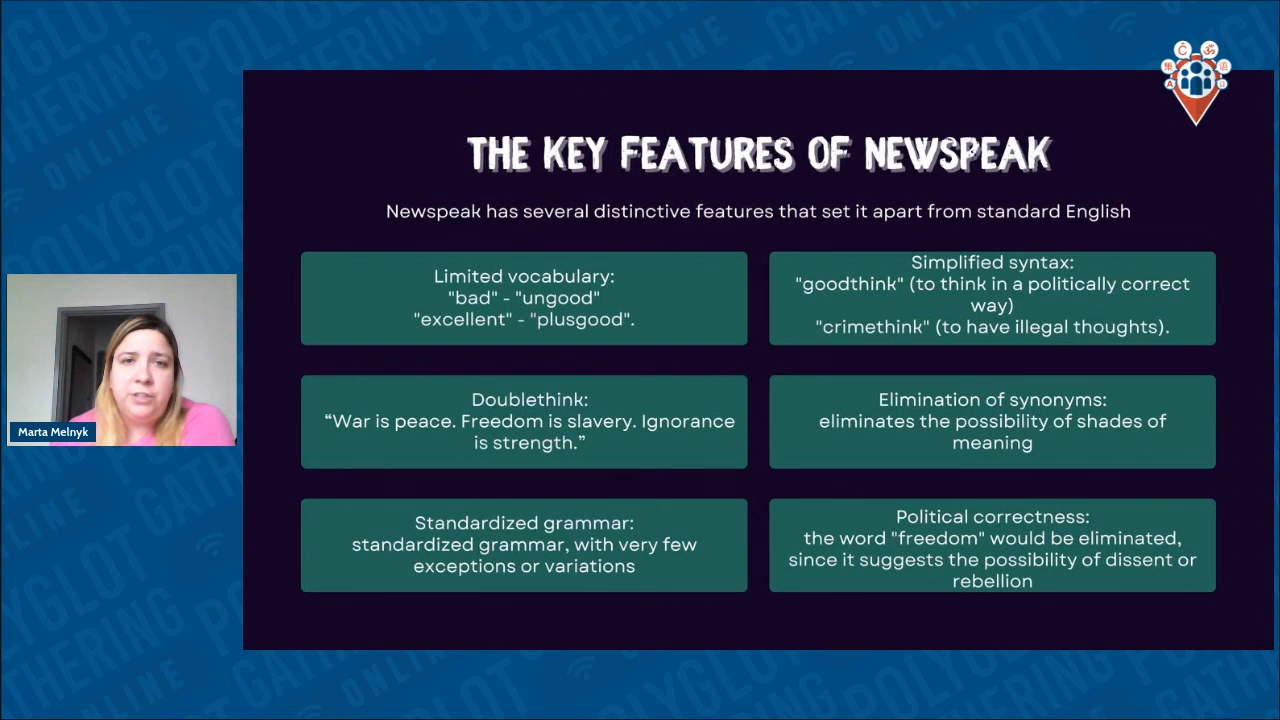 THE KEY FEATURES OF NEWSPEAK
Newspeak has several distinctive features that set it apart from standard English
Limited vocabulary:
"bad" - "ungood"
"excellent" - "plusgood".
Simplified syntax:
"goodthink" (to think in a politically correct
way)
"crimethink" (to have illegal thoughts).
Doublethink:
“War is peace. Freedom is slavery. Ignorance
is strength.”
Elimination of synonyms:
eliminates the possibility of shades of
meaning
Standardized grammar:
standardized grammar, with very few
exceptions or variations
Political correctness:
the word "freedom" would be eliminated,
since it suggests the possibility of dissent or
rebellion
Marta Melnyk
POLYGLOT
GATHERING
ONLINE